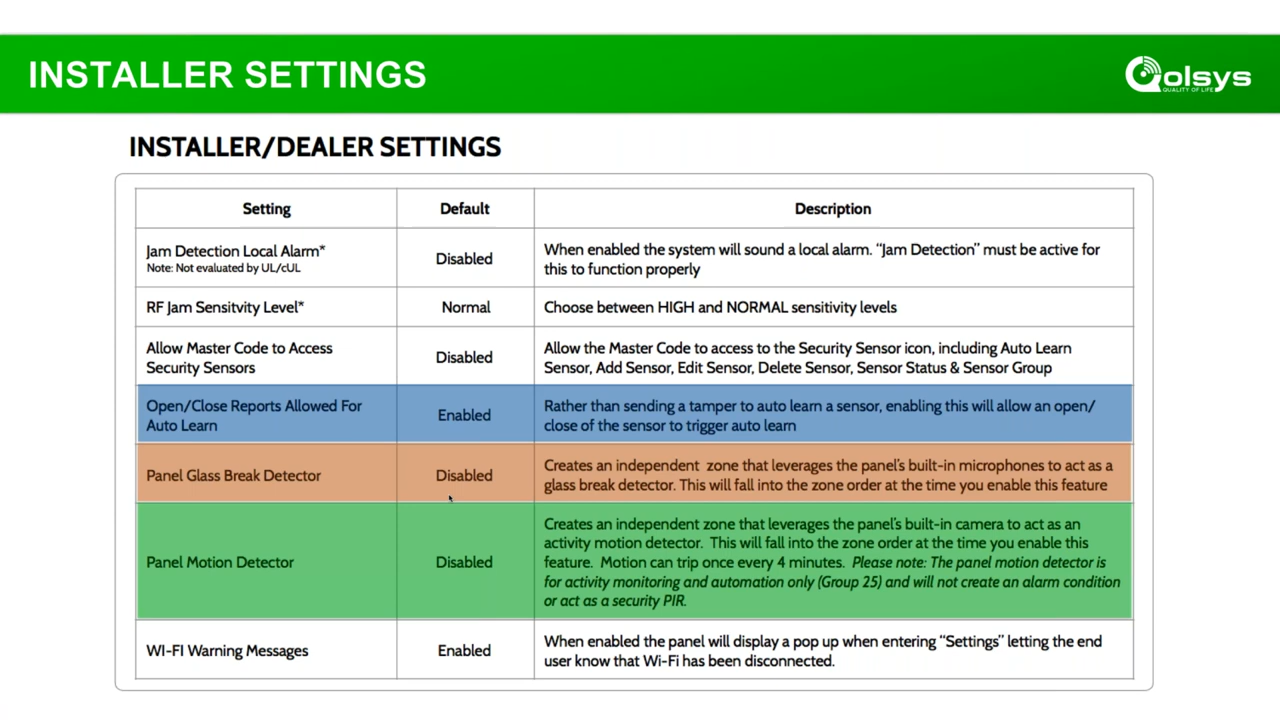 INSTALLER SETTINGS
Qolsys
QUALITY OF LIFE
INSTALLER/DEALER SETTINGS
Setting
Default
Description
Jam Detection Local Alarm*
Note: Not evaluated by UL/cUL
Disabled
When enabled the system will sound a local alarm. “Jam Detection” must be active for
this to function properly
RF Jam Sensitvity Level*
Normal
Choose between HIGH and NORMAL sensitivity levels
Allow Master Code to Access
Security Sensors
Disabled
Allow the Master Code to access to the Security Sensor icon, including Auto Learn
Sensor, Add Sensor, Edit Sensor, Delete Sensor, Sensor Status & Sensor Group
Open/Close Reports Allowed For
Auto Learn
Enabled
Rather than sending a tamper to auto learn a sensor, enabling this will allow an open/
close of the sensor to trigger auto learn
Panel Glass Break Detector
Disabled
Creates an independent zone that leverages the panel's built-in microphones to act as a
glass break detector. This will fall into the zone order at the time you enable this feature
Panel Motion Detector
Disabled
Creates an independent zone that leverages the panel's built-in camera to act as an
activity motion detector. This will fall into the zone order at the time you enable this
feature. Motion can trip once every 4 minutes. Please note: The panel motion detector is
for activity monitoring and automation only (Group 25) and will not create an alarm condition
or act as a security PIR.
WI-FI Warning Messages
Enabled
When enabled the panel will display a pop up when entering “Settings” letting the end
user know that Wi-Fi has been disconnected.